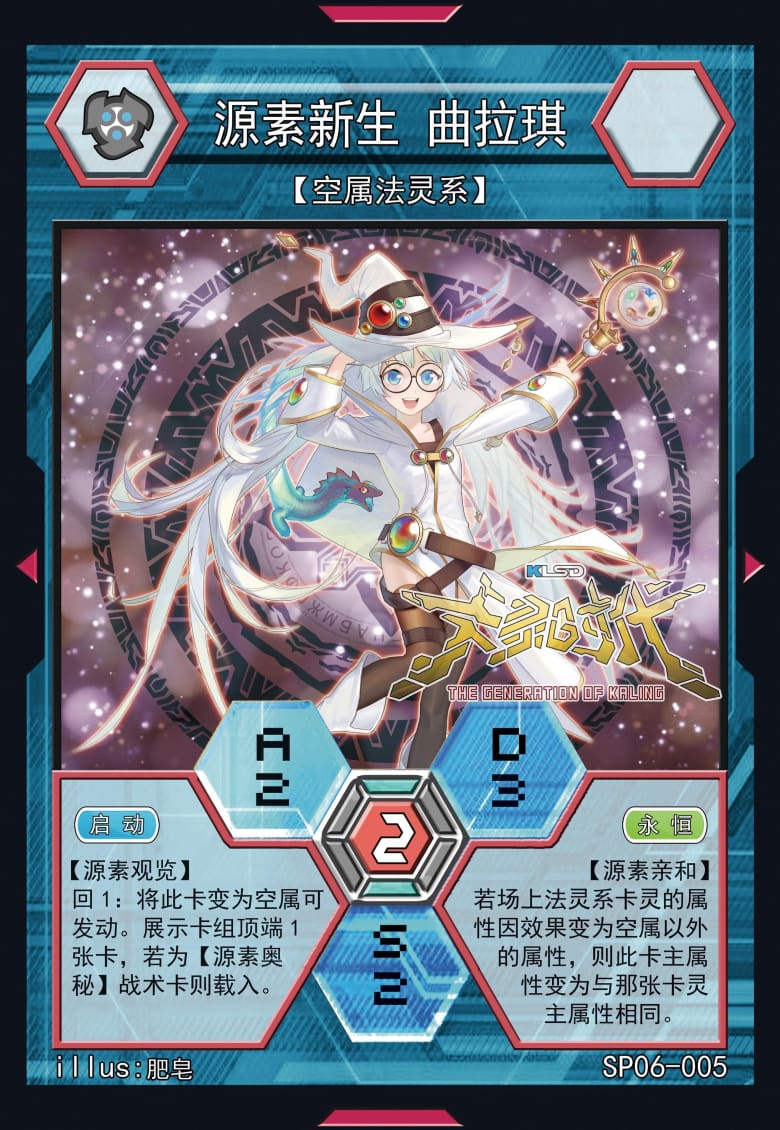 源素新生 曲拉琪
【空属法灵系】
KLSD
卡灵时代
THE GENERATION OF KALING
A
2
D
3
2
S
2
启动
【源素观览】
回1：将此卡变为空属可
发动。展示卡组顶端1
张卡，若为【源素奥
秘】战术卡则载入。
永恒
【源素亲和】
若场上法灵系卡灵的属
性因效果变为空属以外
的属性，则此卡主属
性变为与那张卡灵
主属性相同。
illus:肥皂
SP06-005